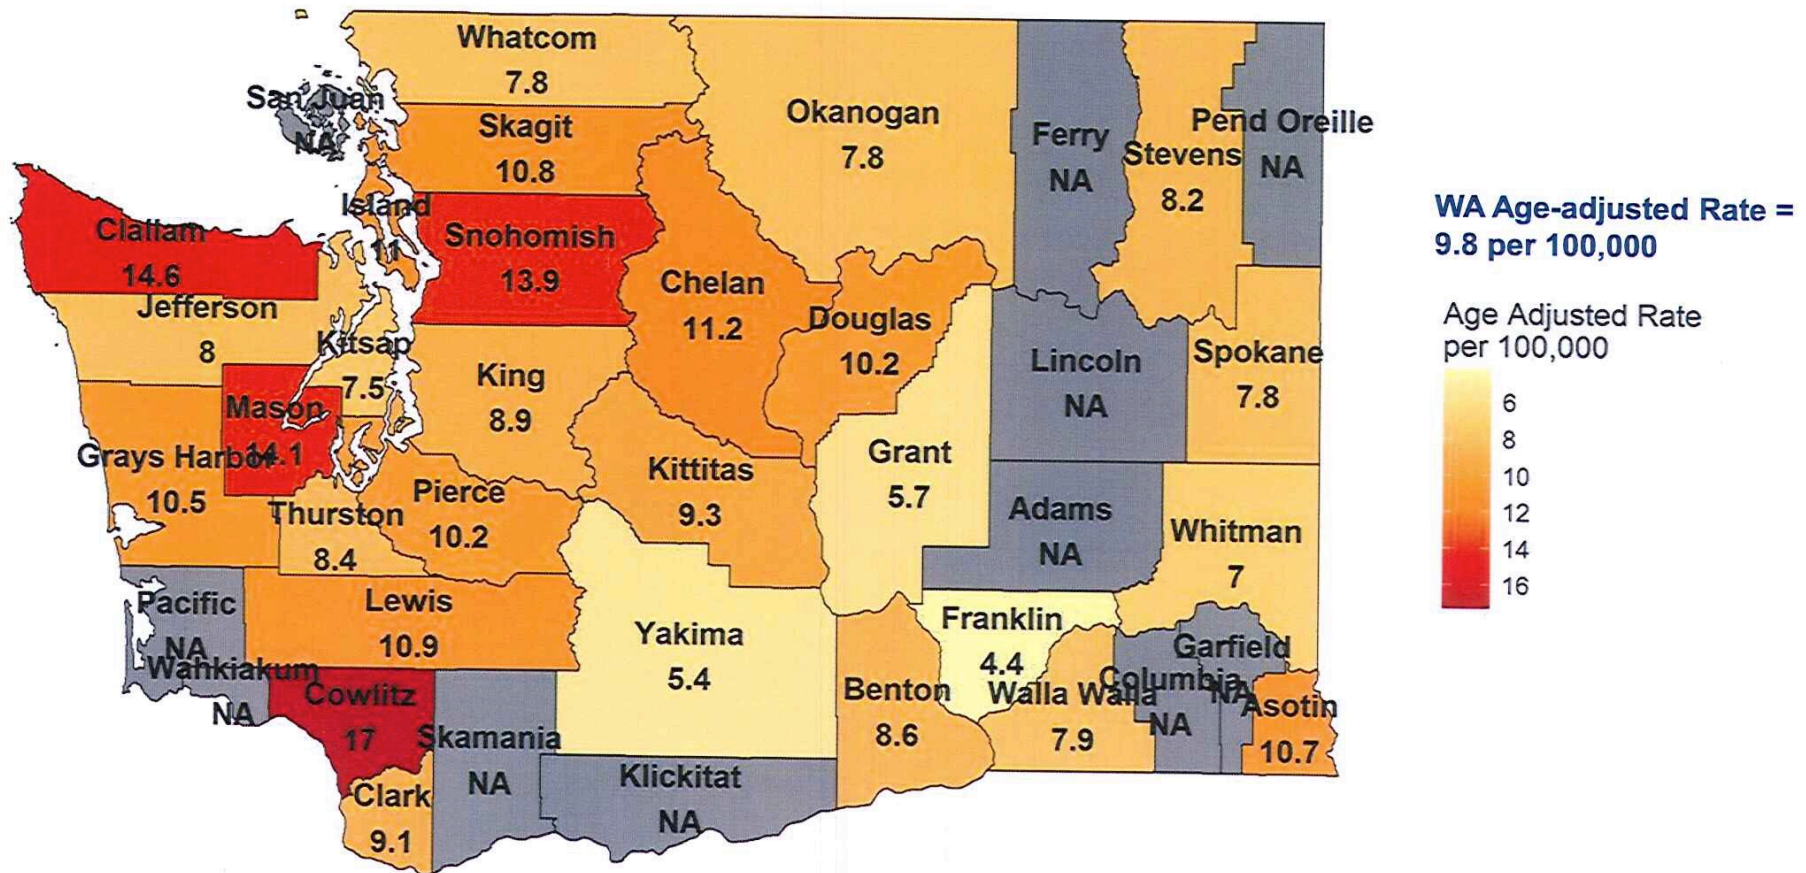 Whatcom
7.8
San Juan
NA
Skagit
10.8
Okanogan
7.8
Ferry
NA
Stevens
8.2
Pend Oreille
NA
Island
11
Clallam
14.6
Snohomish
13.9
Chelan
11.2
Douglas
10.2
Jefferson
8
Kitsap
7.5
King
8.9
Lincoln
NA
Spokane
7.8
Mason
14.1
Grays Harbor
10.5
Thurston
8.4
Pierce
10.2
Kittitas
9.3
Grant
5.7
Adams
NA
Whitman
7
Pacific
NA
Wahkiakum
NA
Lewis
10.9
Cowlitz
17
Skamania
NA
Yakima
5.4
Klickitat
NA
Clark
9.1
Benton
8.6
Franklin
4.4
Walla Walla
7.9
Columbia
NA
Garfield
NA
Asotin
10.7
WA Age-adjusted Rate =
9.8 per 100,000
Age Adjusted Rate
per 100,000
6
8
10
12
14
16